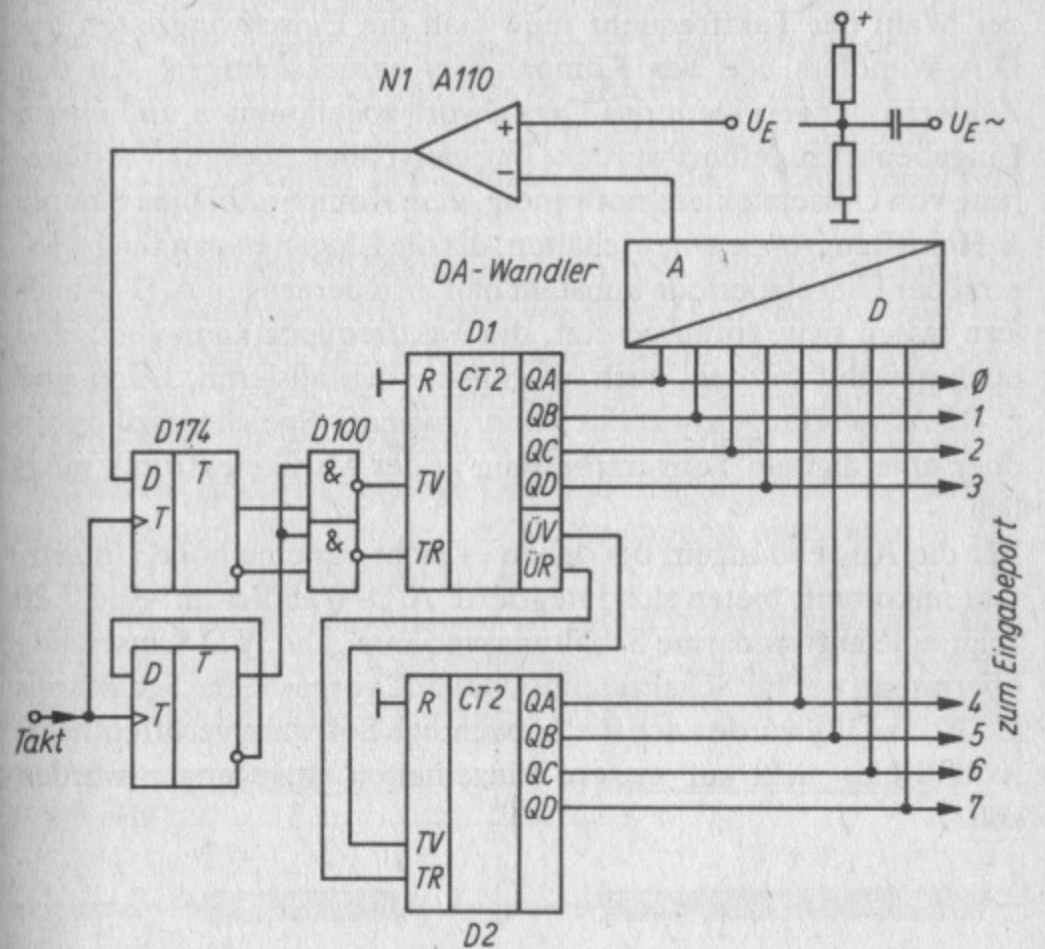 +
N1 A110
+
−
U_E
U_E ~
DA-Wandler
A
D
D1
R
CT2
QA
QB
QC
QD
ÜV
ÜR
TV
TR
0
1
2
3
D174
D
T
T
D100
&
&
D
T
T
Takt
R
CT2
QA
QB
QC
QD
TV
TR
4
5
6
7
zum Eingabeport
D2